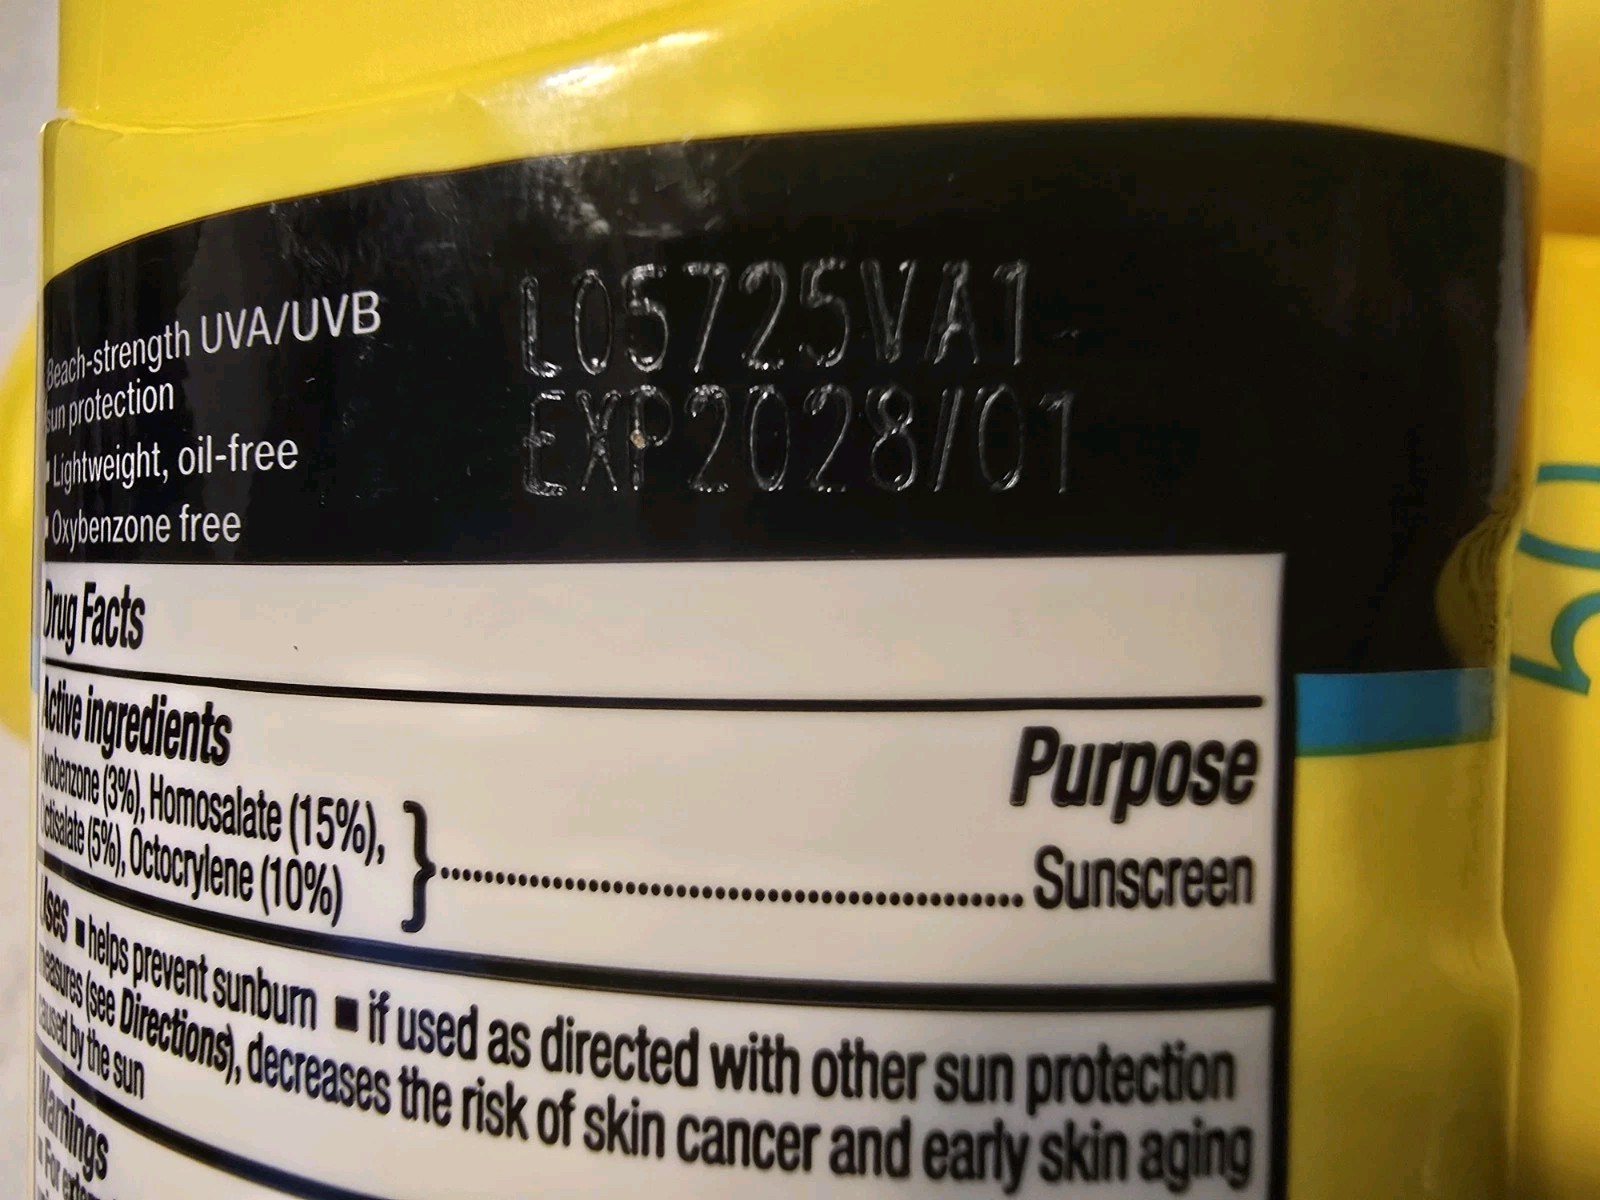 Beach-strength UVA/UVB
sun protection
▪ Lightweight, oil-free
▪ Oxybenzone free
L05725VA1
EXP2028/01
Drug Facts
Active ingredients
Purpose
Avobenzone (3%), Homosalate (15%),
Octisalate (5%), Octocrylene (10%)
} Sunscreen
Uses ■ helps prevent sunburn ■ if used as directed with other sun protection
measures (see Directions), decreases the risk of skin cancer and early skin aging
caused by the sun
Warnings
▪ For
50